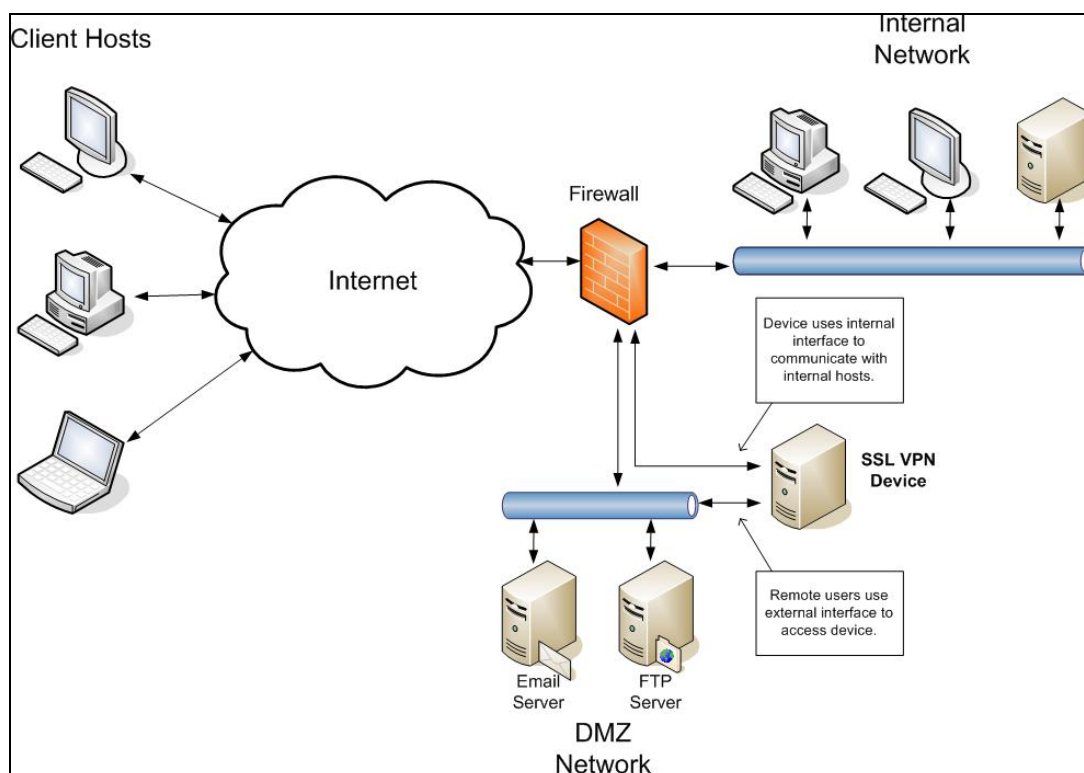 Client Hosts
Internal
Network
Firewall
Internet
Device uses internal
interface to
communicate with
internal hosts.
SSL VPN
Device
Remote users use
external interface to
access device.
Email
Server
FTP
Server
DMZ
Network